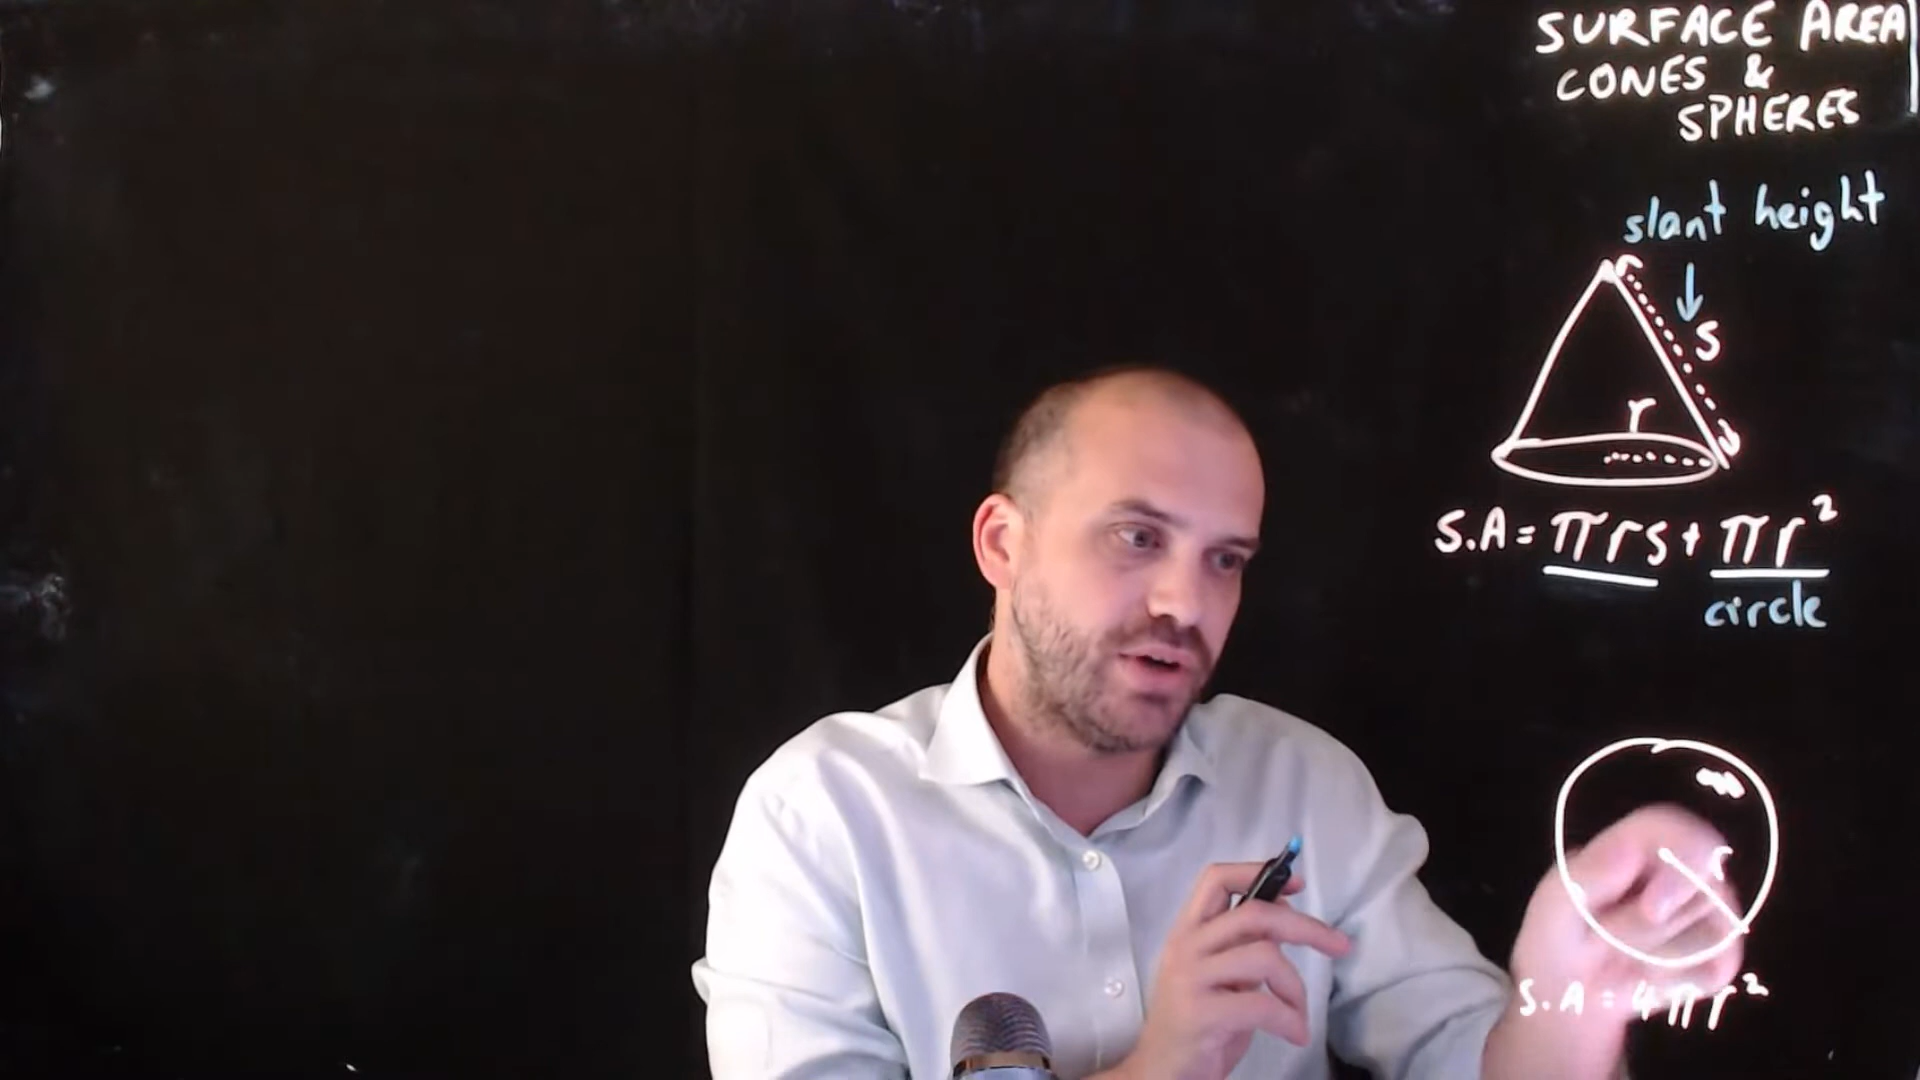 SURFACE AREA
CONES &
SPHERES
slant height
s
r
S.A = πrs + πr²
circle
r
S.A = 4πr²